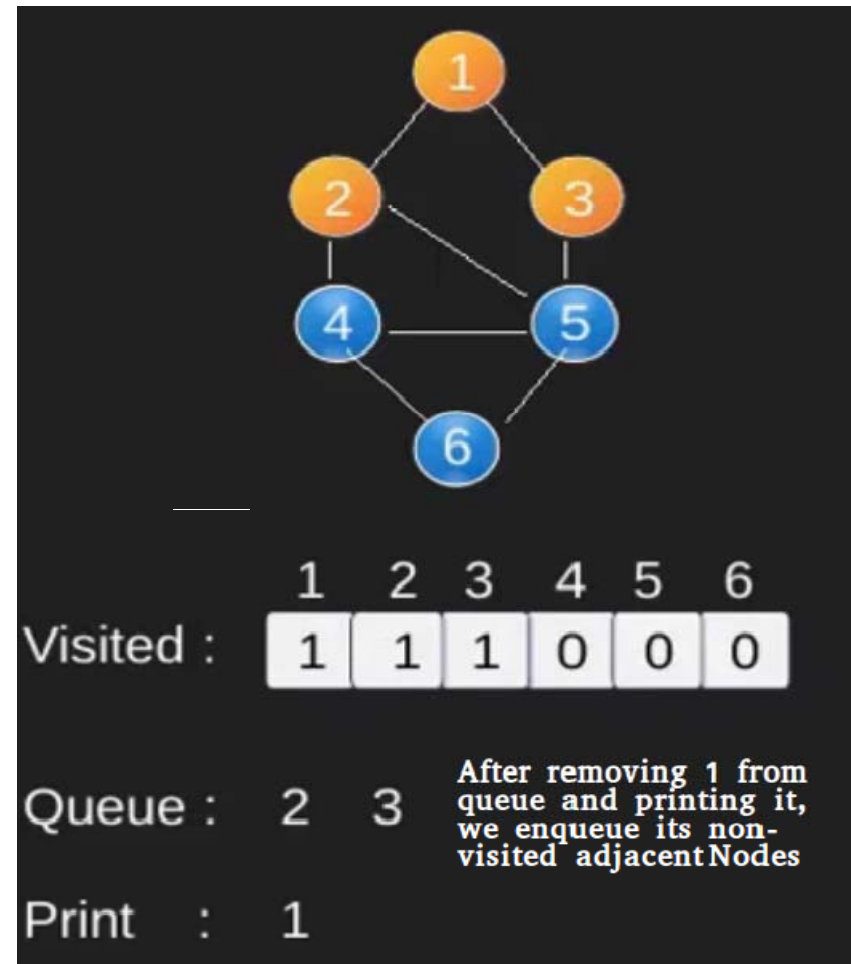 1
2 3
4 5
6
1 2 3 4 5 6
Visited : 1 1 1 0 0 0
Queue : 2 3
After removing 1 from
queue and printing it,
we enqueue its non-
visited adjacent Nodes
Print : 1